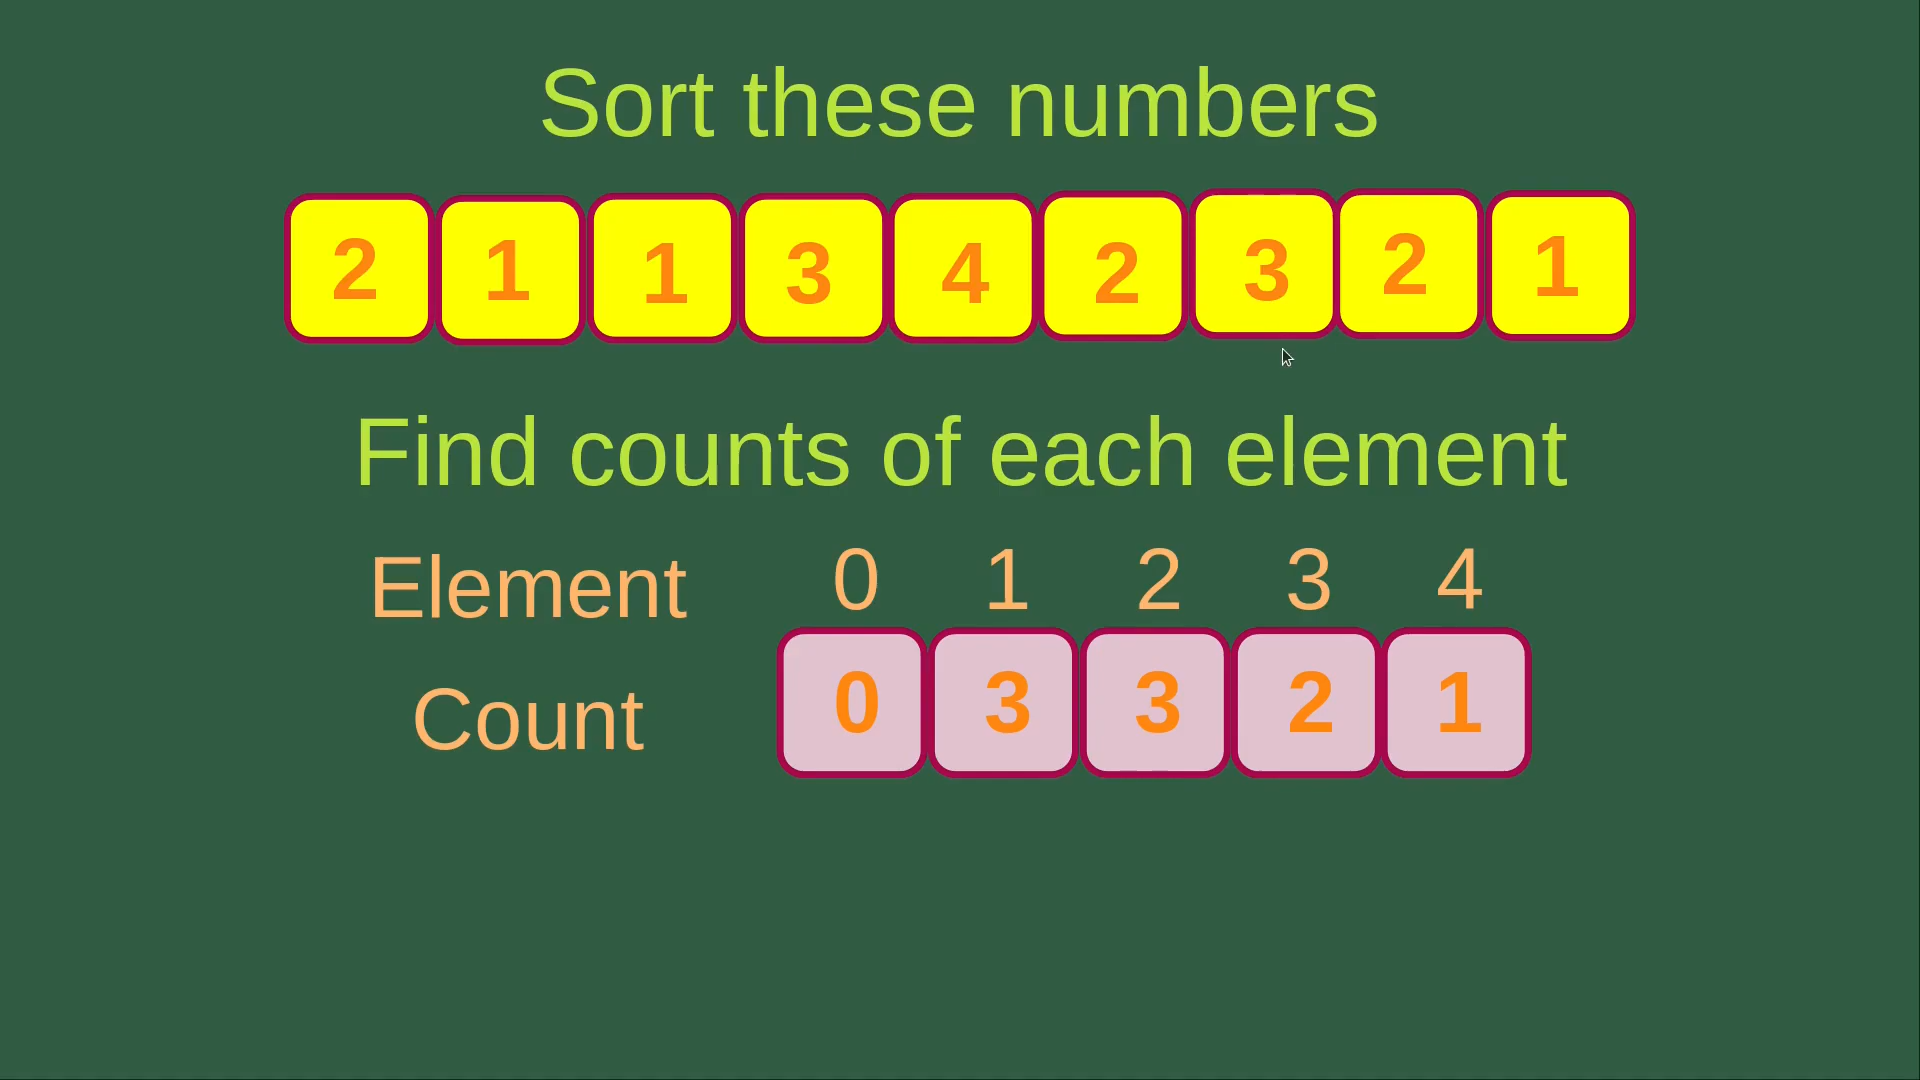 Sort these numbers
2 1 1 3 4 2 3 2 1
Find counts of each element
Element 0 1 2 3 4
Count 0 3 3 2 1